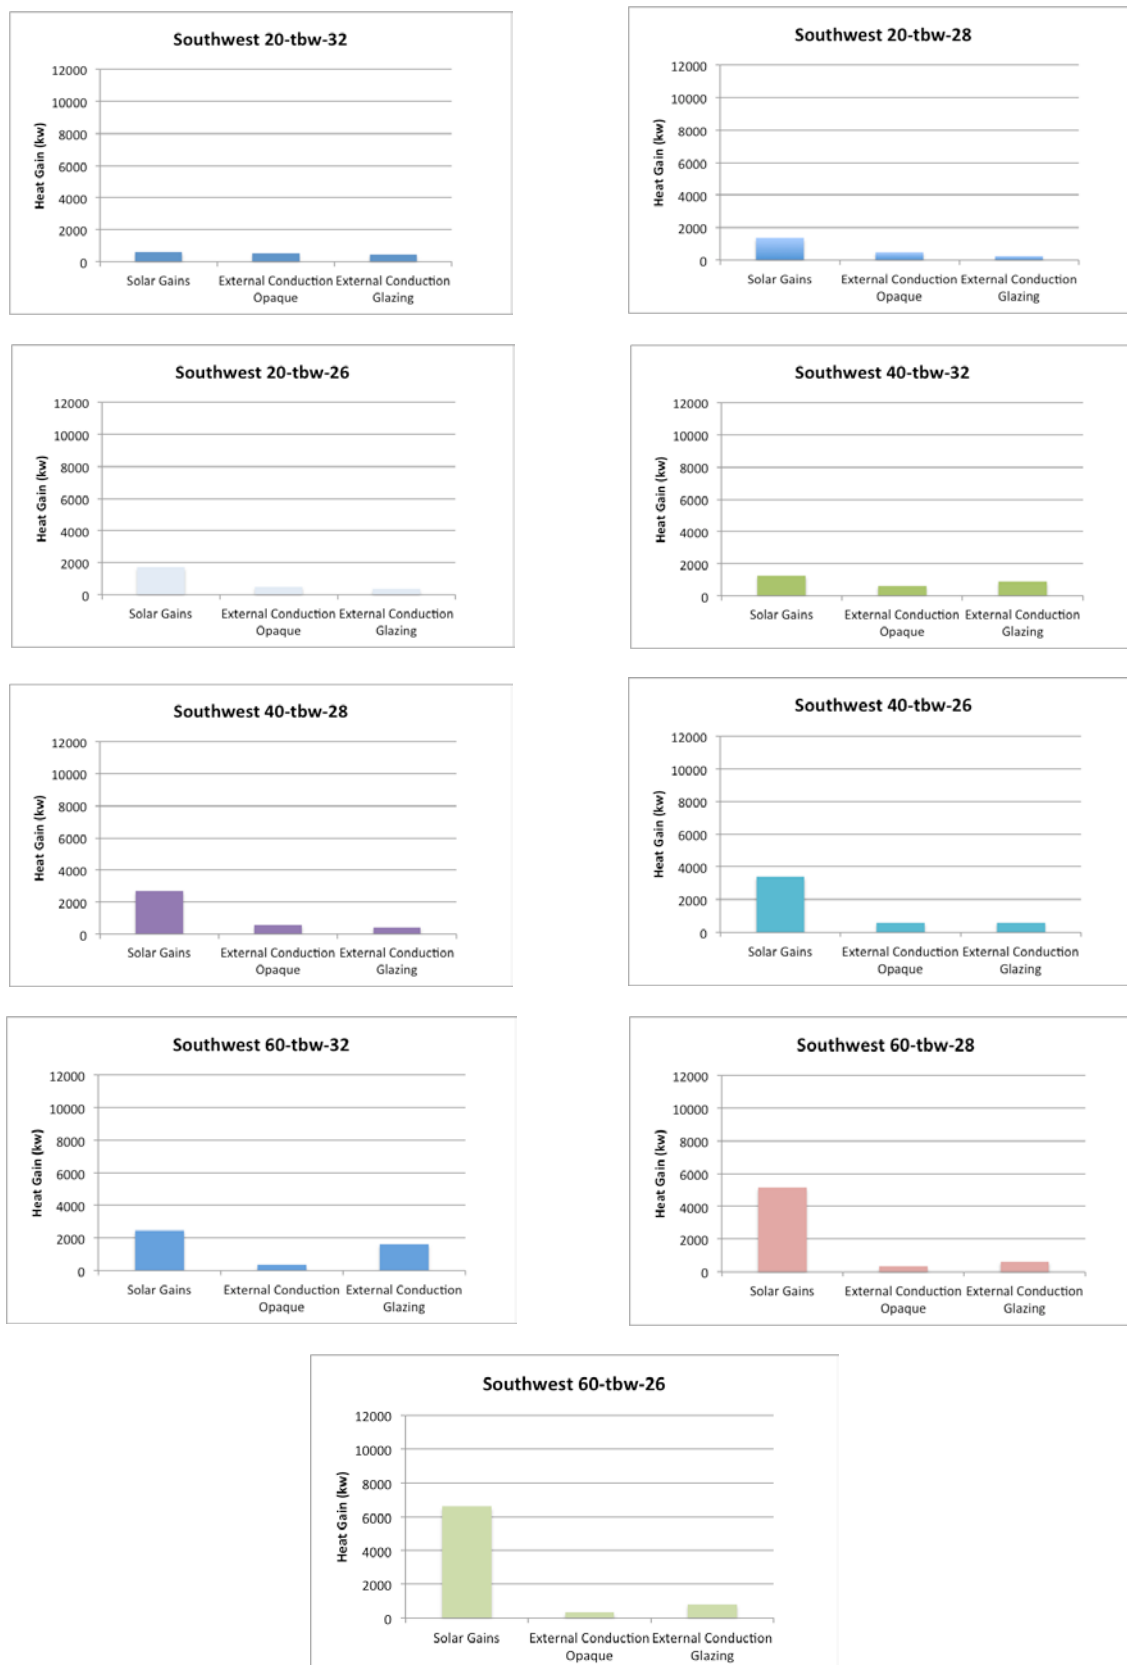 Southwest 20-tbw-32
Heat Gain (kw)
12000
10000
8000
6000
4000
2000
0
Solar Gains
External Conduction
Opaque
External Conduction
Glazing
Southwest 20-tbw-28
Heat Gain (kw)
12000
10000
8000
6000
4000
2000
0
Solar Gains
External Conduction
Opaque
External Conduction
Glazing
Southwest 20-tbw-26
Heat Gain (kw)
12000
10000
8000
6000
4000
2000
0
Solar Gains
External Conduction
Opaque
External Conduction
Glazing
Southwest 40-tbw-32
Heat Gain (kw)
12000
10000
8000
6000
4000
2000
0
Solar Gains
External Conduction
Opaque
External Conduction
Glazing
Southwest 40-tbw-28
Heat Gain (kw)
12000
10000
8000
6000
4000
2000
0
Solar Gains
External Conduction
Opaque
External Conduction
Glazing
Southwest 40-tbw-26
Heat Gain (kw)
12000
10000
8000
6000
4000
2000
0
Solar Gains
External Conduction
Opaque
External Conduction
Glazing
Southwest 60-tbw-32
Heat Gain (kw)
12000
10000
8000
6000
4000
2000
0
Solar Gains
External Conduction
Opaque
External Conduction
Glazing
Southwest 60-tbw-28
Heat Gain (kw)
12000
10000
8000
6000
4000
2000
0
Solar Gains
External Conduction
Opaque
External Conduction
Glazing
Southwest 60-tbw-26
Heat Gain (kw)
12000
10000
8000
6000
4000
2000
0
Solar Gains
External Conduction
Opaque
External Conduction
Glazing